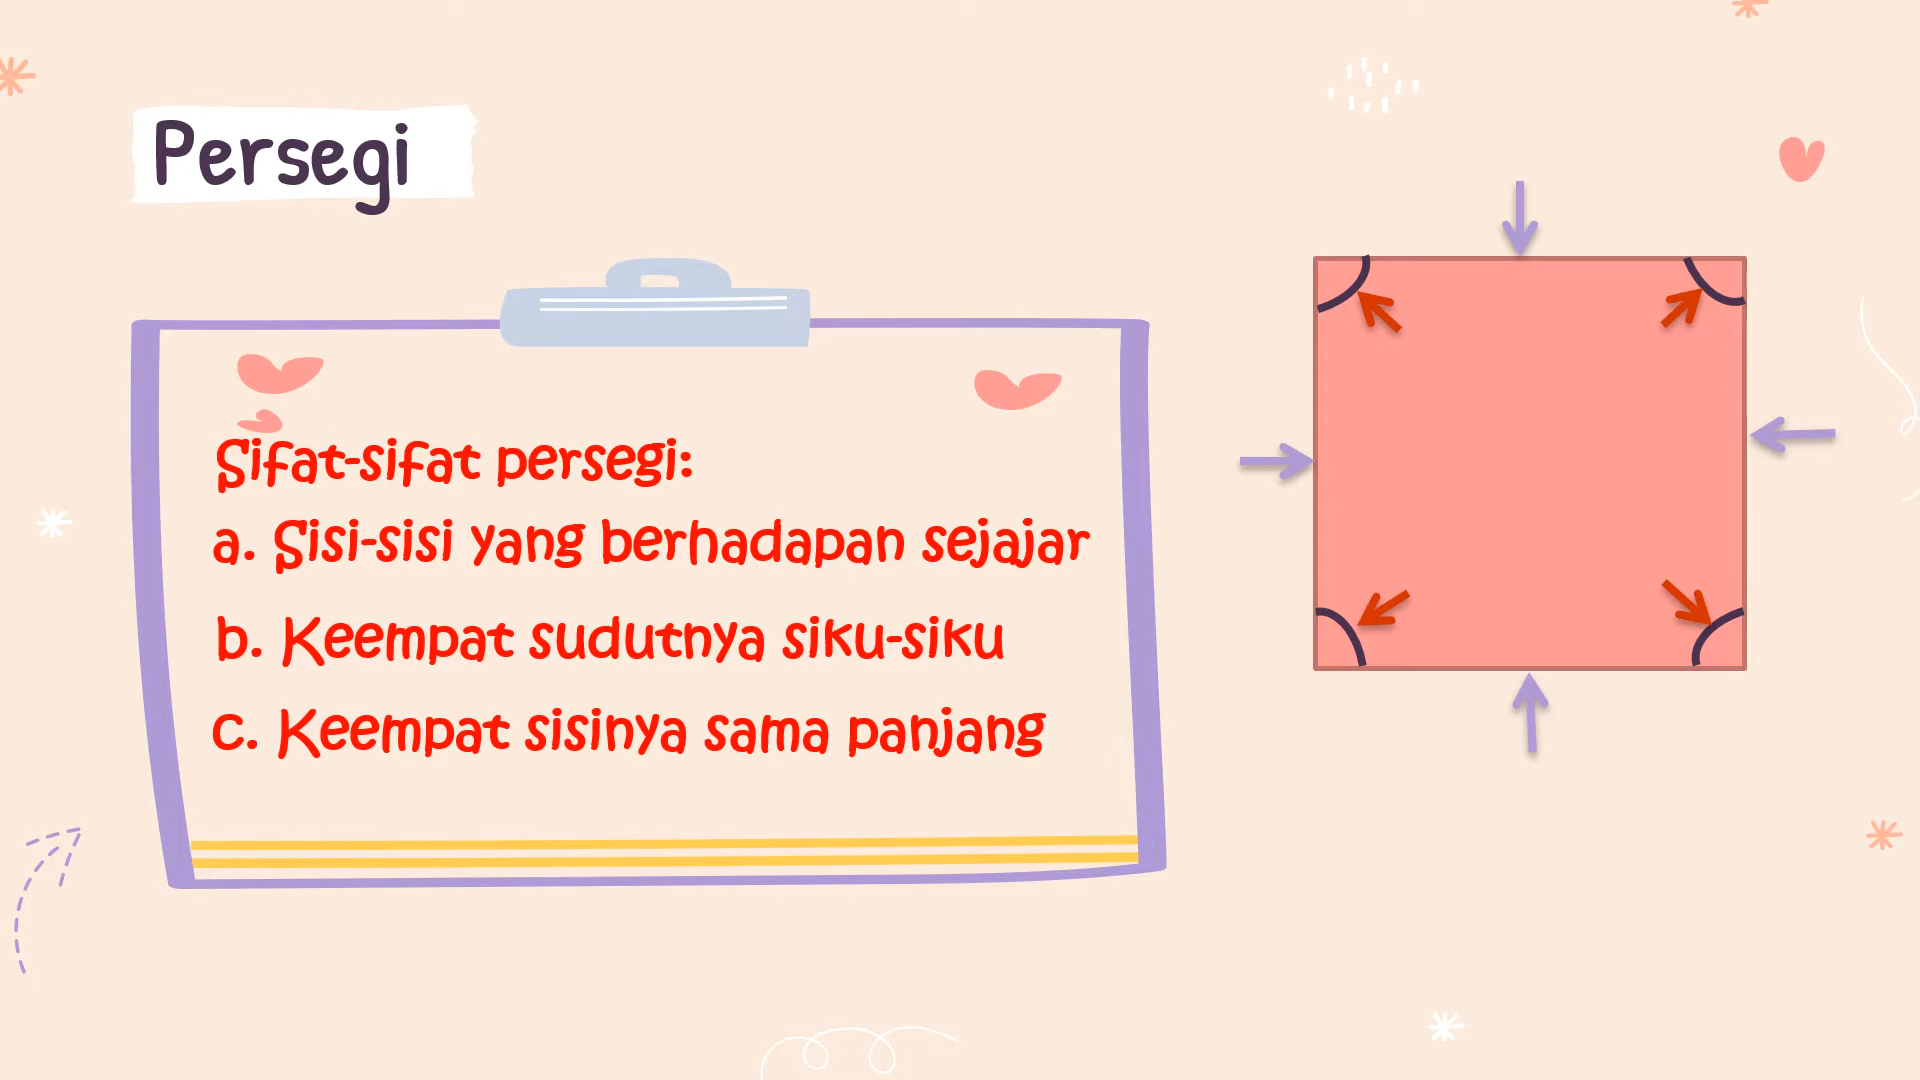 Persegi
Sifat-sifat persegi:
a. Sisi-sisi yang berhadapan sejajar
b. Keempat sudutnya siku-siku
c. Keempat sisinya sama panjang